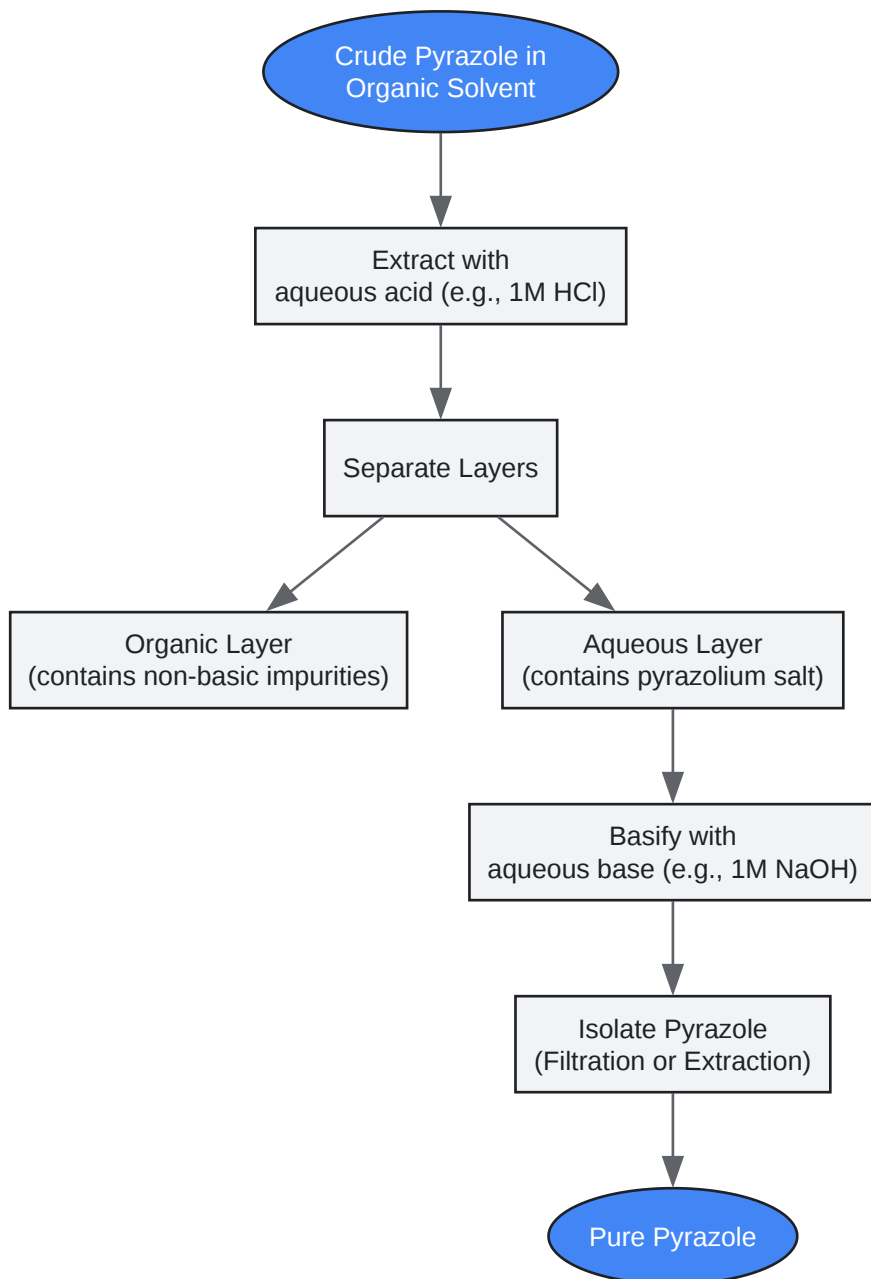 Crude Pyrazole in
Organic Solvent
Extract with
aqueous acid (e.g., 1M HCl)
Separate Layers
Organic Layer
(contains non-basic impurities)
Aqueous Layer
(contains pyrazolium salt)
Basify with
aqueous base (e.g., 1M NaOH)
Isolate Pyrazole
(Filtration or Extraction)
Pure Pyrazole